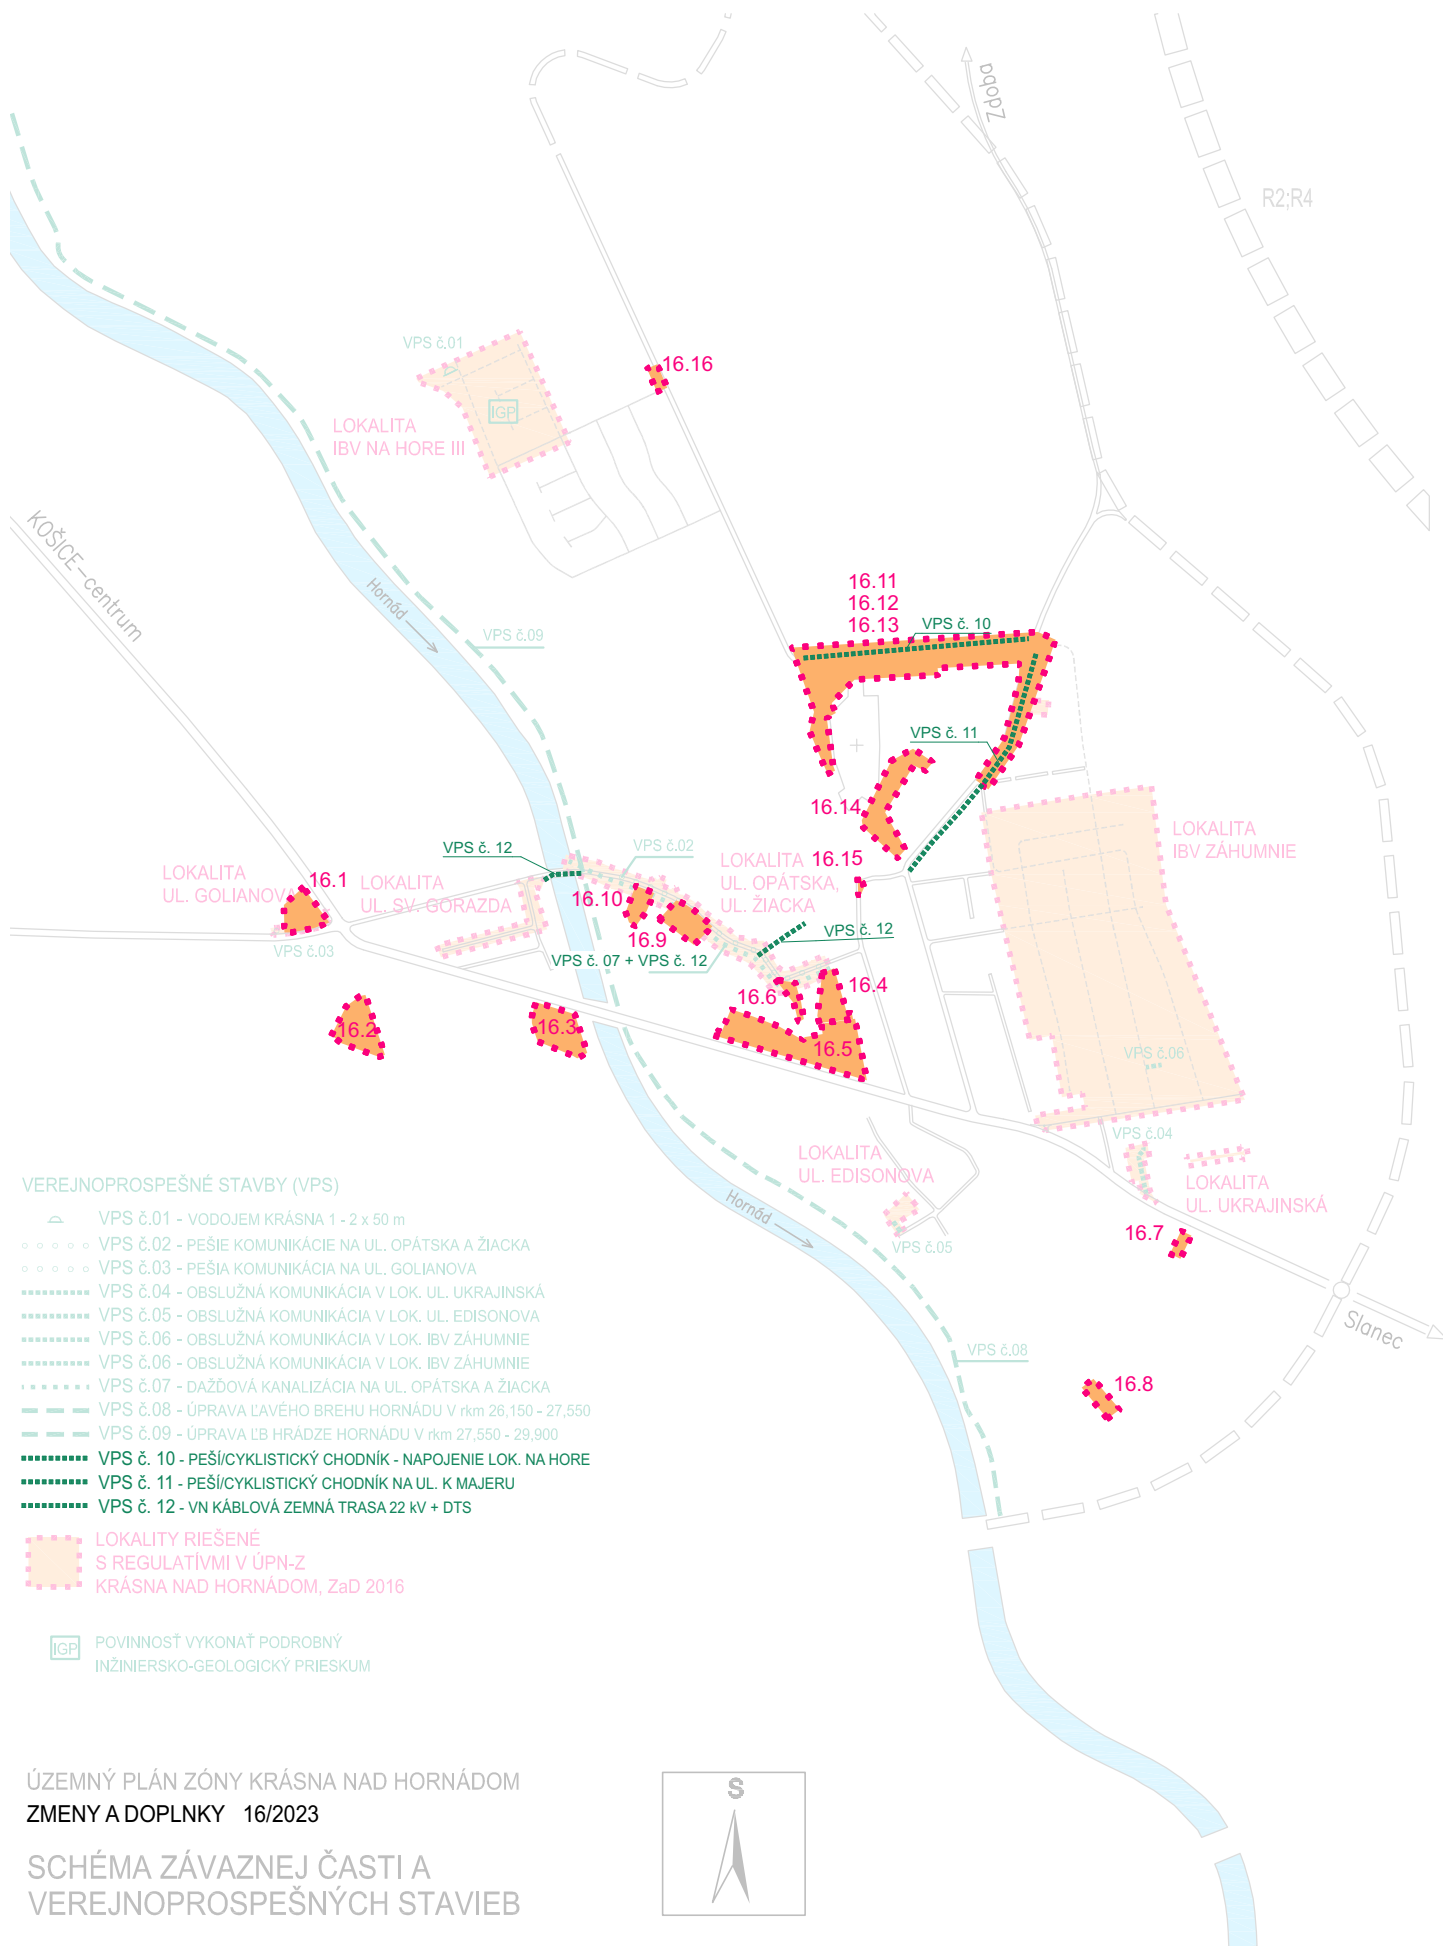 Zdoba
R2;R4
VPS č.01
IGP
LOKALITA
IBV NA HORE III
16.16
KOŠICE-centrum
Hornád
VPS č.09
16.11
16.12
16.13
VPS č. 10
VPS č. 11
16.14
LOKALITA
IBV ZÁHUMNIE
VPS č. 12
VPS č.02
LOKALITA
UL. GOLIANOVA
16.1
LOKALITA
UL. SV. GORAZDA
LOKALITA
UL. OPÁTSKA,
UL. ŽIACKA
16.15
16.10
16.9
VPS č. 12
VPS č.03
VPS č. 07 + VPS č. 12
16.6
16.4
16.2
16.3
16.5
VPS č.06
VPS č.04
LOKALITA
UL. EDISONOVA
LOKALITA
UL. UKRAJINSKÁ
Hornád
VPS č.05
16.7
Slanec
VPS č.08
16.8
VEREJNOPROSPEŠNÉ STAVBY (VPS)
VPS č.01 - VODOJEM KRÁSNA 1 - 2 x 50 m
VPS č.02 - PEŠIE KOMUNIKÁCIE NA UL. OPÁTSKA A ŽIACKA
VPS č.03 - PEŠIA KOMUNIKÁCIA NA UL. GOLIANOVA
VPS č.04 - OBSLUŽNÁ KOMUNIKÁCIA V LOK. UL. UKRAJINSKÁ
VPS č.05 - OBSLUŽNÁ KOMUNIKÁCIA V LOK. UL. EDISONOVA
VPS č.06 - OBSLUŽNÁ KOMUNIKÁCIA V LOK. IBV ZÁHUMNIE
VPS č.06 - OBSLUŽNÁ KOMUNIKÁCIA V LOK. IBV ZÁHUMNIE
VPS č.07 - DAŽĎOVÁ KANALIZÁCIA NA UL. OPÁTSKA A ŽIACKA
VPS č.08 - ÚPRAVA ĽAVÉHO BREHU HORNÁDU V rkm 26,150 - 27,550
VPS č.09 - ÚPRAVA ĽB HRÁDZE HORNÁDU V rkm 27,550 - 29,900
VPS č. 10 - PEŠÍ/CYKLISTICKÝ CHODNÍK - NAPOJENIE LOK. NA HORE
VPS č. 11 - PEŠÍ/CYKLISTICKÝ CHODNÍK NA UL. K MAJERU
VPS č. 12 - VN KÁBLOVÁ ZEMNÁ TRASA 22 kV + DTS
LOKALITY RIEŠENÉ
S REGULATÍVMI V ÚPN-Z
KRÁSNA NAD HORNÁDOM, ZaD 2016
IGP
POVINNOSŤ VYKONAŤ PODROBNÝ
INŽINIERSKO-GEOLOGICKÝ PRIESKUM
ÚZEMNÝ PLÁN ZÓNY KRÁSNA NAD HORNÁDOM
ZMENY A DOPLNKY 16/2023
SCHÉMA ZÁVAZNEJ ČASTI A
VEREJNOPROSPEŠNÝCH STAVIEB
S